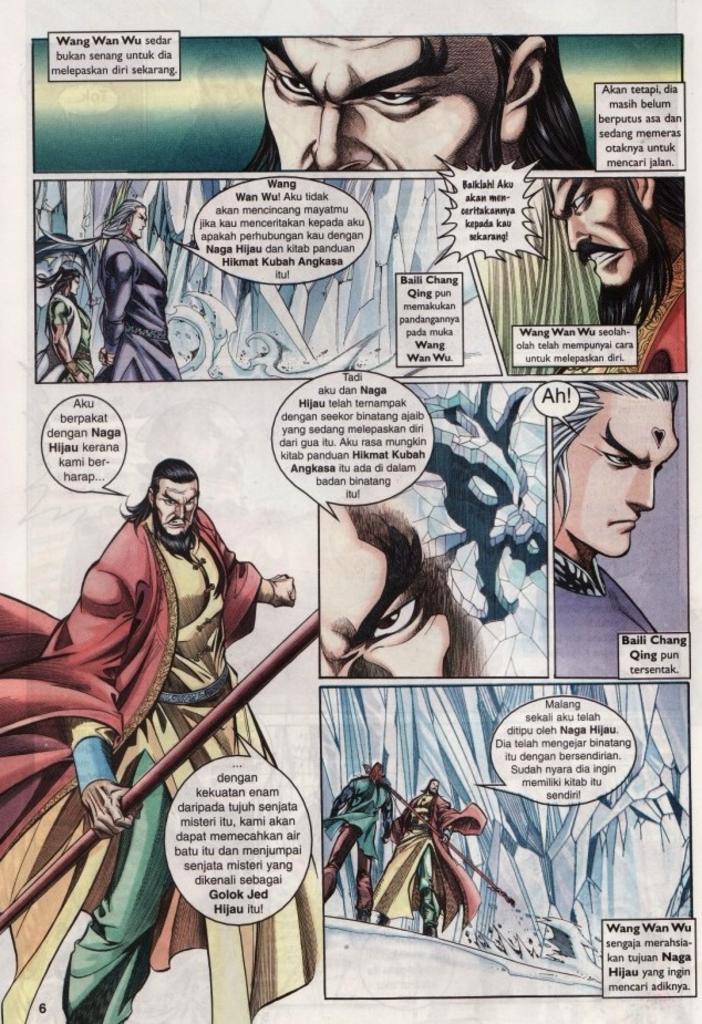 Wang Wan Wu sedar
bukan senang untuk dia
melepaskan diri sekarang.
Akan tetapi, dia
masih belum
berputus asa dan
sedang memeras
otaknya untuk
mencari jalan.
Wang
Wan Wu! Aku tidak
akan mencincang mayatmu
jika kau menceritakan kepada aku
apakah perhubungan kau dengan
Naga Hijau dan kitab panduan
Hikmat Kubah Angkasa
itu!
Baili Chang
Qing pun
memakukan
pandangannya
pada muka
Wang
Wan Wu.
Baiklah! Aku
akan men-
ceritakannya
kepada kau
sekarang!
Wang Wan Wu seolah-
olah telah mempunyai cara
untuk melepaskan diri.
Aku
berpakat
dengan Naga
Hijau kerana
kami ber-
harap...
...
dengan
kekuatan enam
daripada tujuh senjata
misteri itu, kami akan
dapat memecahkan air
batu itu dan menjumpai
senjata misteri yang
dikenali sebagai
Golok Jed
Hijau itu!
Tadi
aku dan Naga
Hijau telah ternampak
dengan seekor binatang ajaib
yang sedang melepaskan diri
dari gua itu. Aku rasa mungkin
kitab panduan Hikmat Kubah
Angkasa itu ada di dalam
badan binatang
itu!
Ah!
Baili Chang
Qing pun
tersentak.
Malang
sekali aku telah
ditipu oleh Naga Hijau.
Dia telah mengejar binatang
itu dengan bersendirian.
Sudah nyara dia ingin
memiliki kitab itu
sendiri!
Wang Wan Wu
sengaja merahsia-
kan tujuan Naga
Hijau yang ingin
mencari adiknya.
6